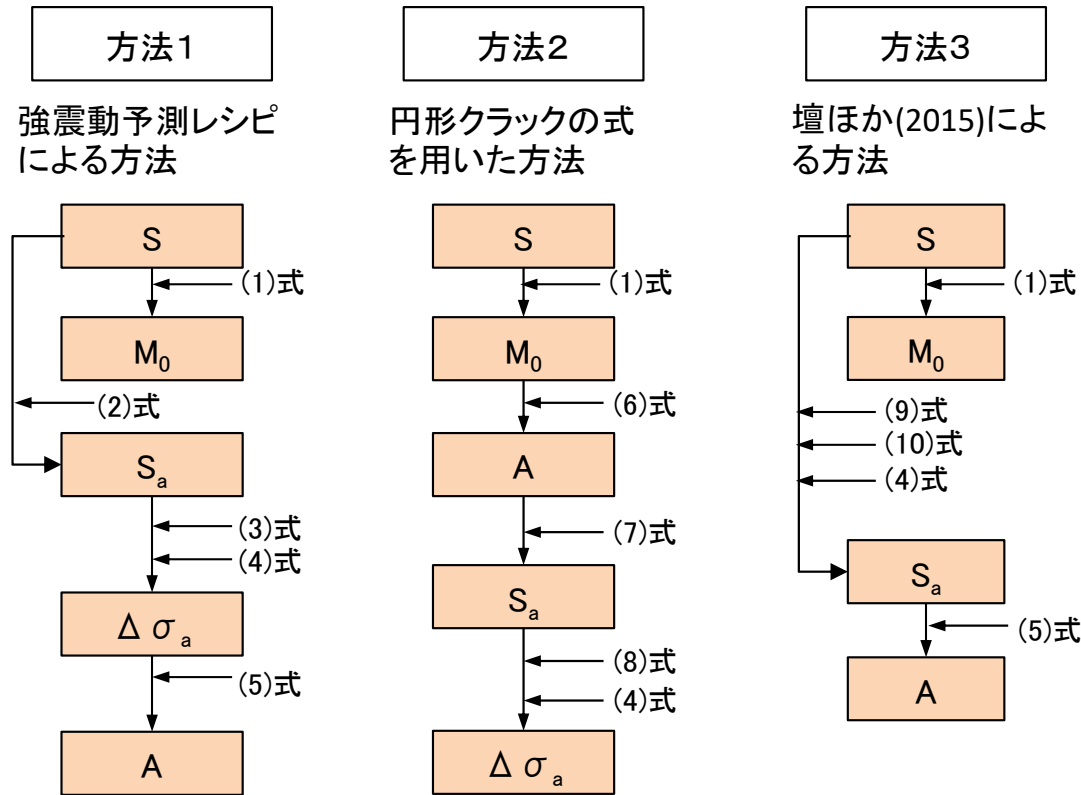 方法1
強震動予測レシピ
による方法
S
(1)式
M0
(2)式
Sa
(3)式
(4)式
Δσa
(5)式
A
方法2
円形クラックの式
を用いた方法
S
(1)式
M0
(6)式
A
(7)式
Sa
(8)式
(4)式
Δσa
方法3
壇ほか(2015)によ
る方法
S
(1)式
M0
(9)式
(10)式
(4)式
Sa
(5)式
A